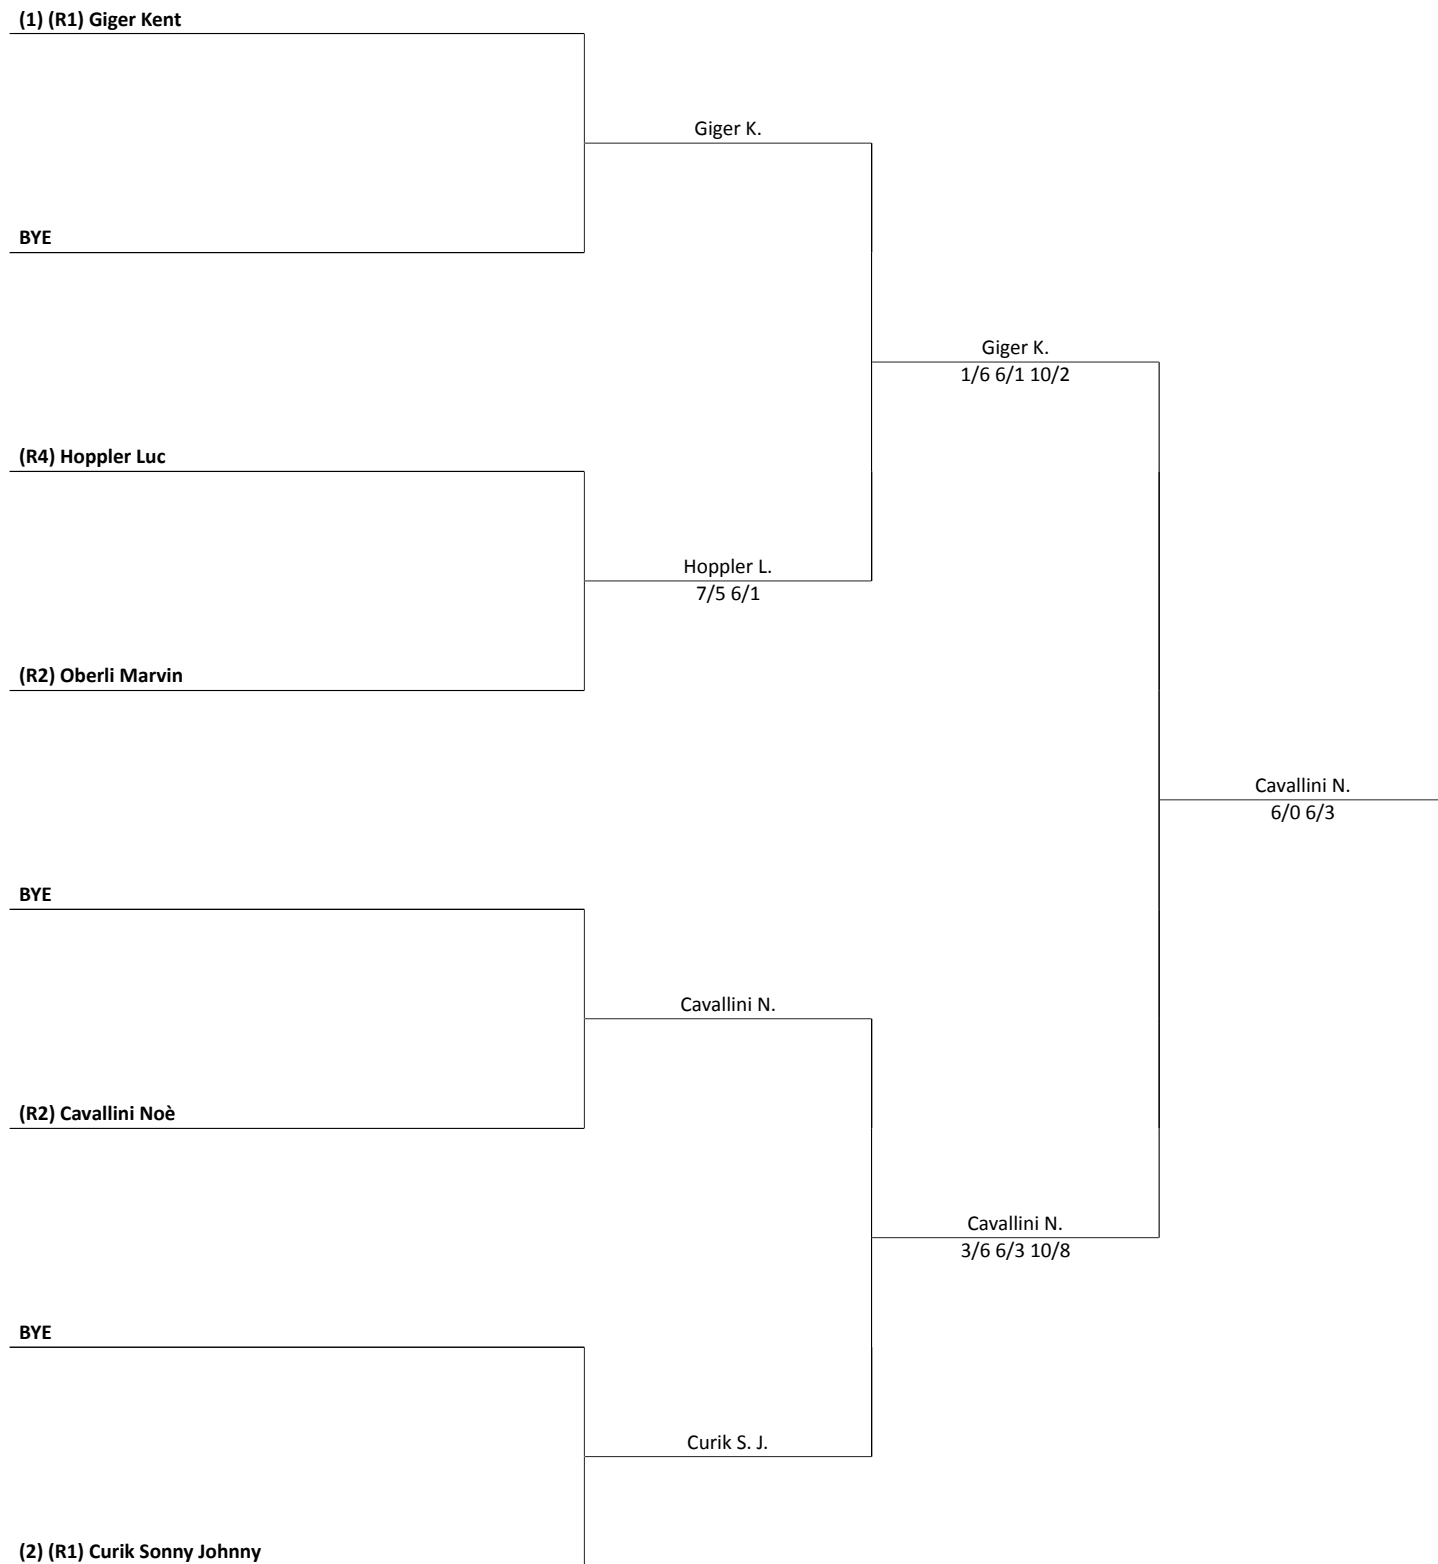 (1) (R1) Giger Kent
Giger K.
BYE
Giger K.
1/6 6/1 10/2
(R4) Hoppler Luc
Hoppler L.
7/5 6/1
(R2) Oberli Marvin
Cavallini N.
6/0 6/3
BYE
Cavallini N.
(R2) Cavallini Noè
Cavallini N.
3/6 6/3 10/8
BYE
Curik S. J.
(2) (R1) Curik Sonny Johnny